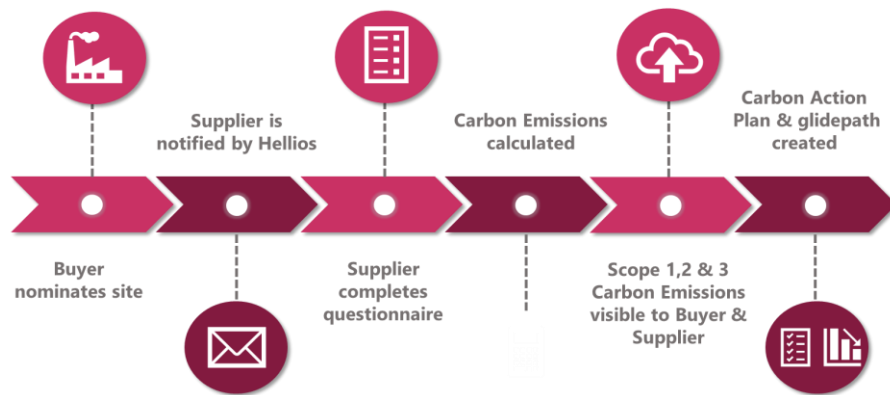 Buyer
nominates site
Supplier is
notified by Hellios
Supplier
completes
questionnaire
Carbon Emissions
calculated
Scope 1,2 & 3
Carbon Emissions
visible to Buyer &
Supplier
Carbon Action
Plan & glidepath
created